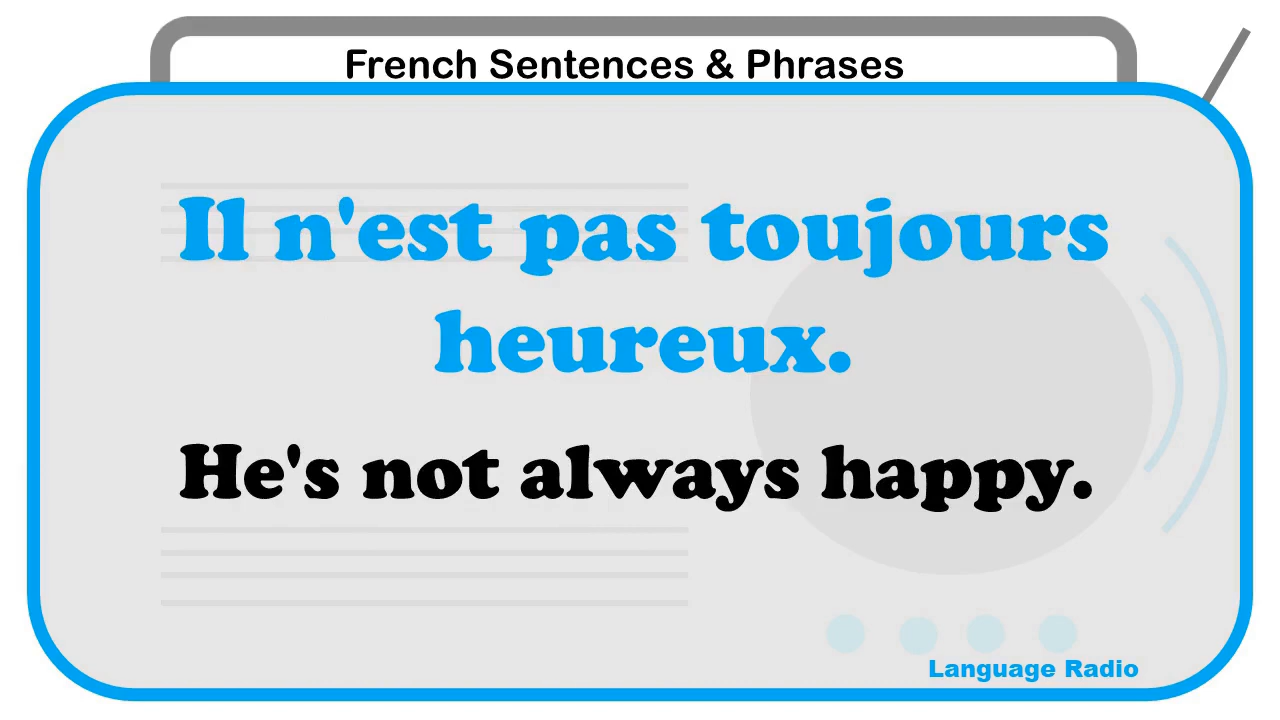 French Sentences & Phrases
Il n'est pas toujours
heureux.
He's not always happy.
Language Radio